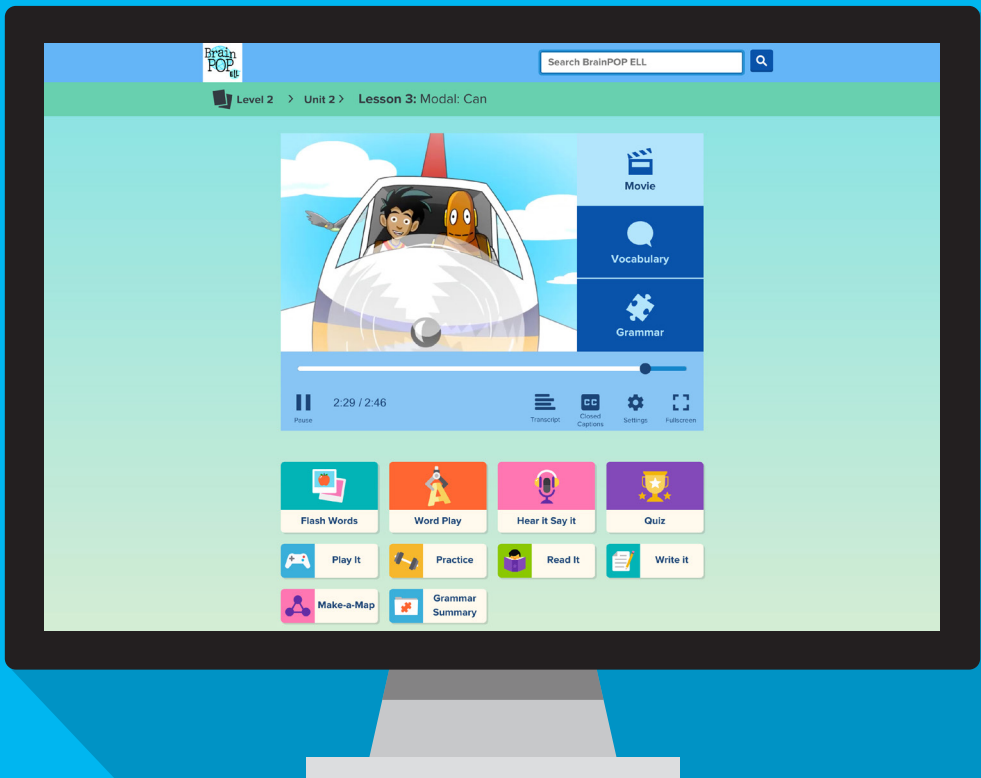 Brain
POP
ELL
Search BrainPOP ELL
Level 2 > Unit 2 > Lesson 3: Modal: Can
Movie
Vocabulary
Grammar
2:29 / 2:46
CC
Pause
Transcript
Closed
Captions
Settings
Fullscreen
Flash Words
Word Play
Hear it Say it
Quiz
Play It
Practice
Read It
Write it
Make-a-Map
Grammar
Summary